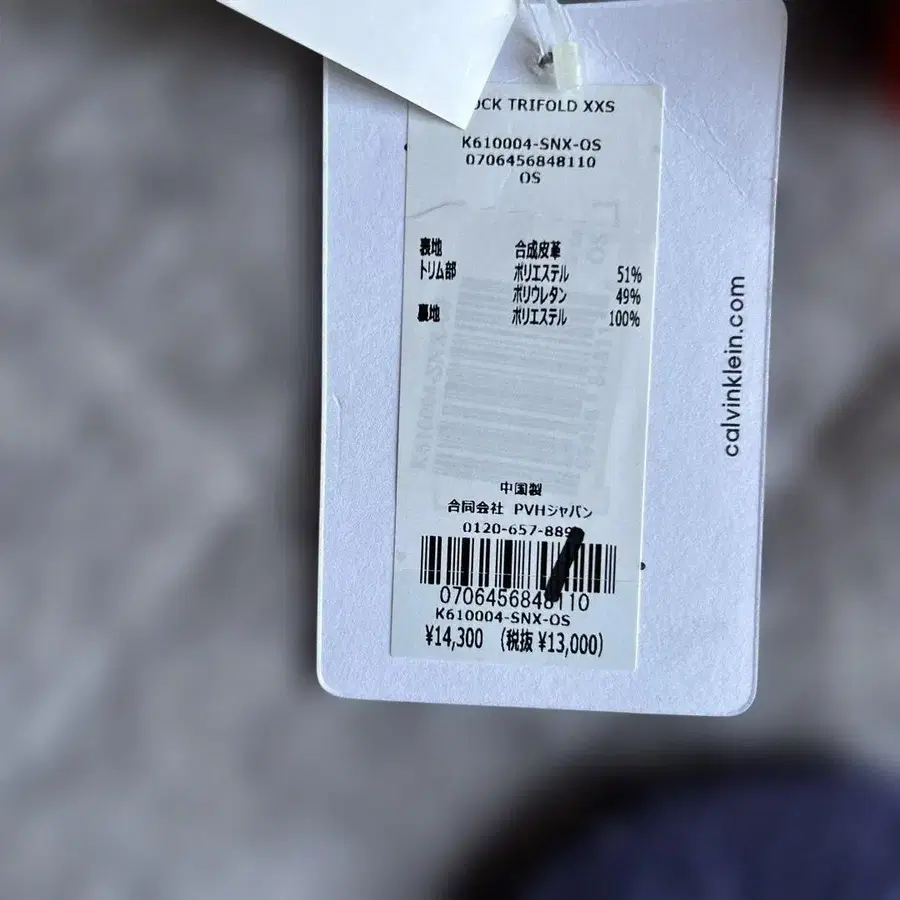 TRIFOLD XXS
K610004-SNX-OS
0706456848110
OS
表地 合成皮革
トリム部 ポリエステル 51%
ポリウレタン 49%
裏地 ポリエステル 100%
中国製
合同会社 PVHジャパン
0120-657-889
0706456848110
K610004-SNX-OS
¥14,300 (税抜 ¥13,000)
calvinklein.com